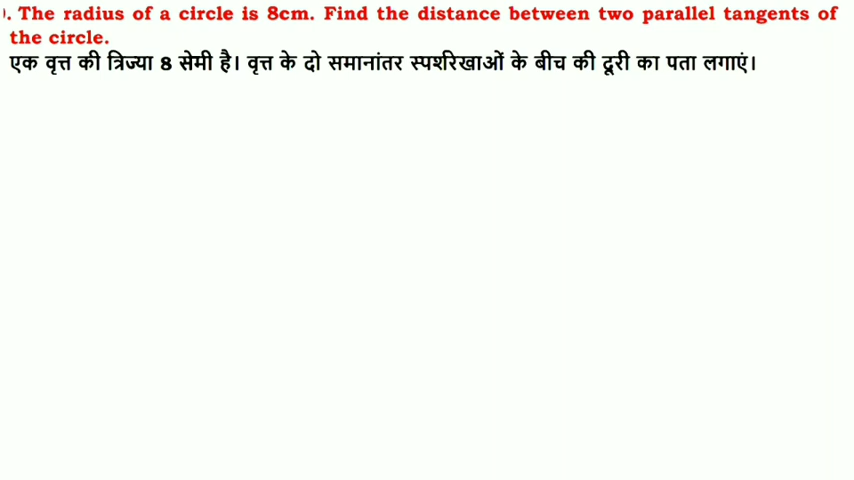 ). The radius of a circle is 8cm. Find the distance between two parallel tangents of
the circle.
एक वृत्त की त्रिज्या 8 सेमी है। वृत्त के दो समानांतर स्पर्शरेखाओं के बीच की दूरी का पता लगाएं।